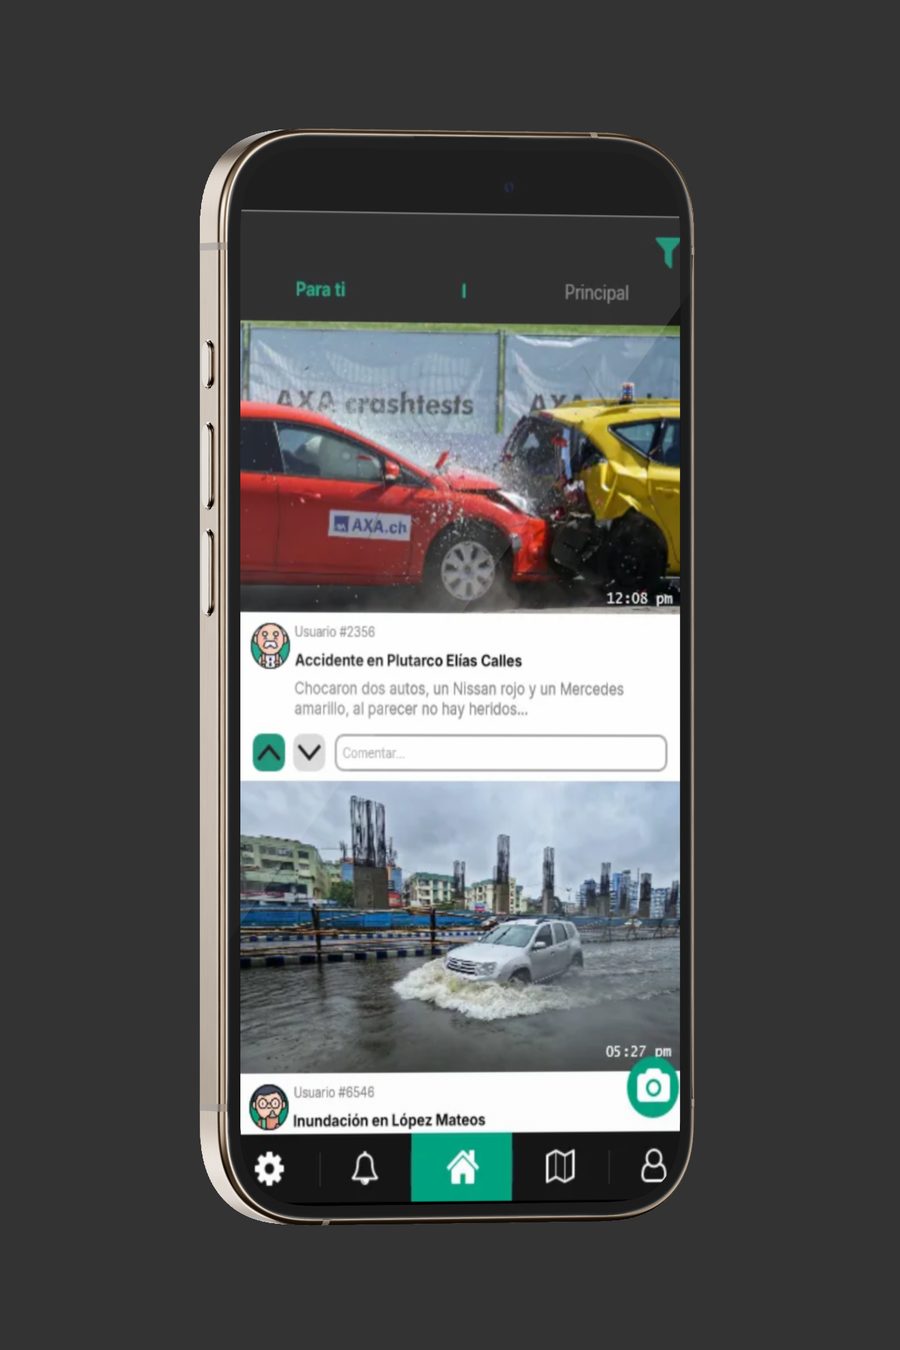 Para ti
Principal
AXA crashtests
AXA
AXA.ch
12:08 pm
Usuario #2356
Accidente en Plutarco Elías Calles
Chocaron dos autos, un Nissan rojo y un Mercedes
amarillo, al parecer no hay heridos...
Comentar...
05:27 pm
Usuario #6546
Inundación en López Mateos